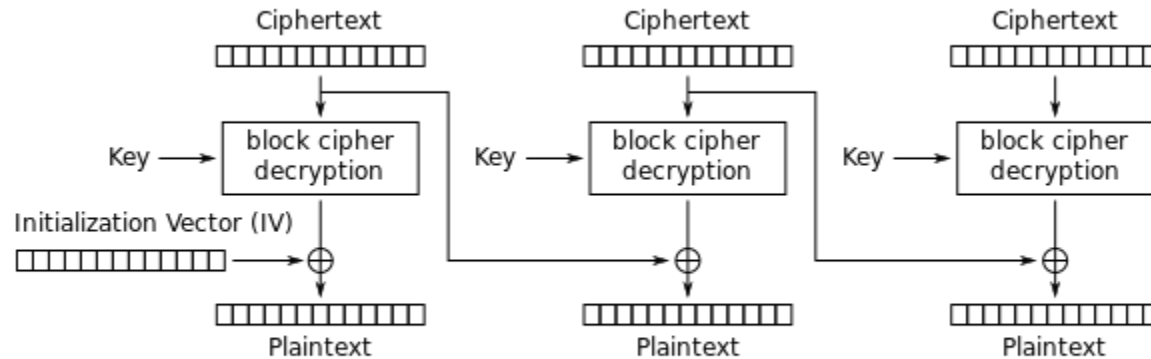 Ciphertext
Ciphertext
Ciphertext
Key
block cipher
decryption
Key
block cipher
decryption
Key
block cipher
decryption
Initialization Vector (IV)
Plaintext
Plaintext
Plaintext